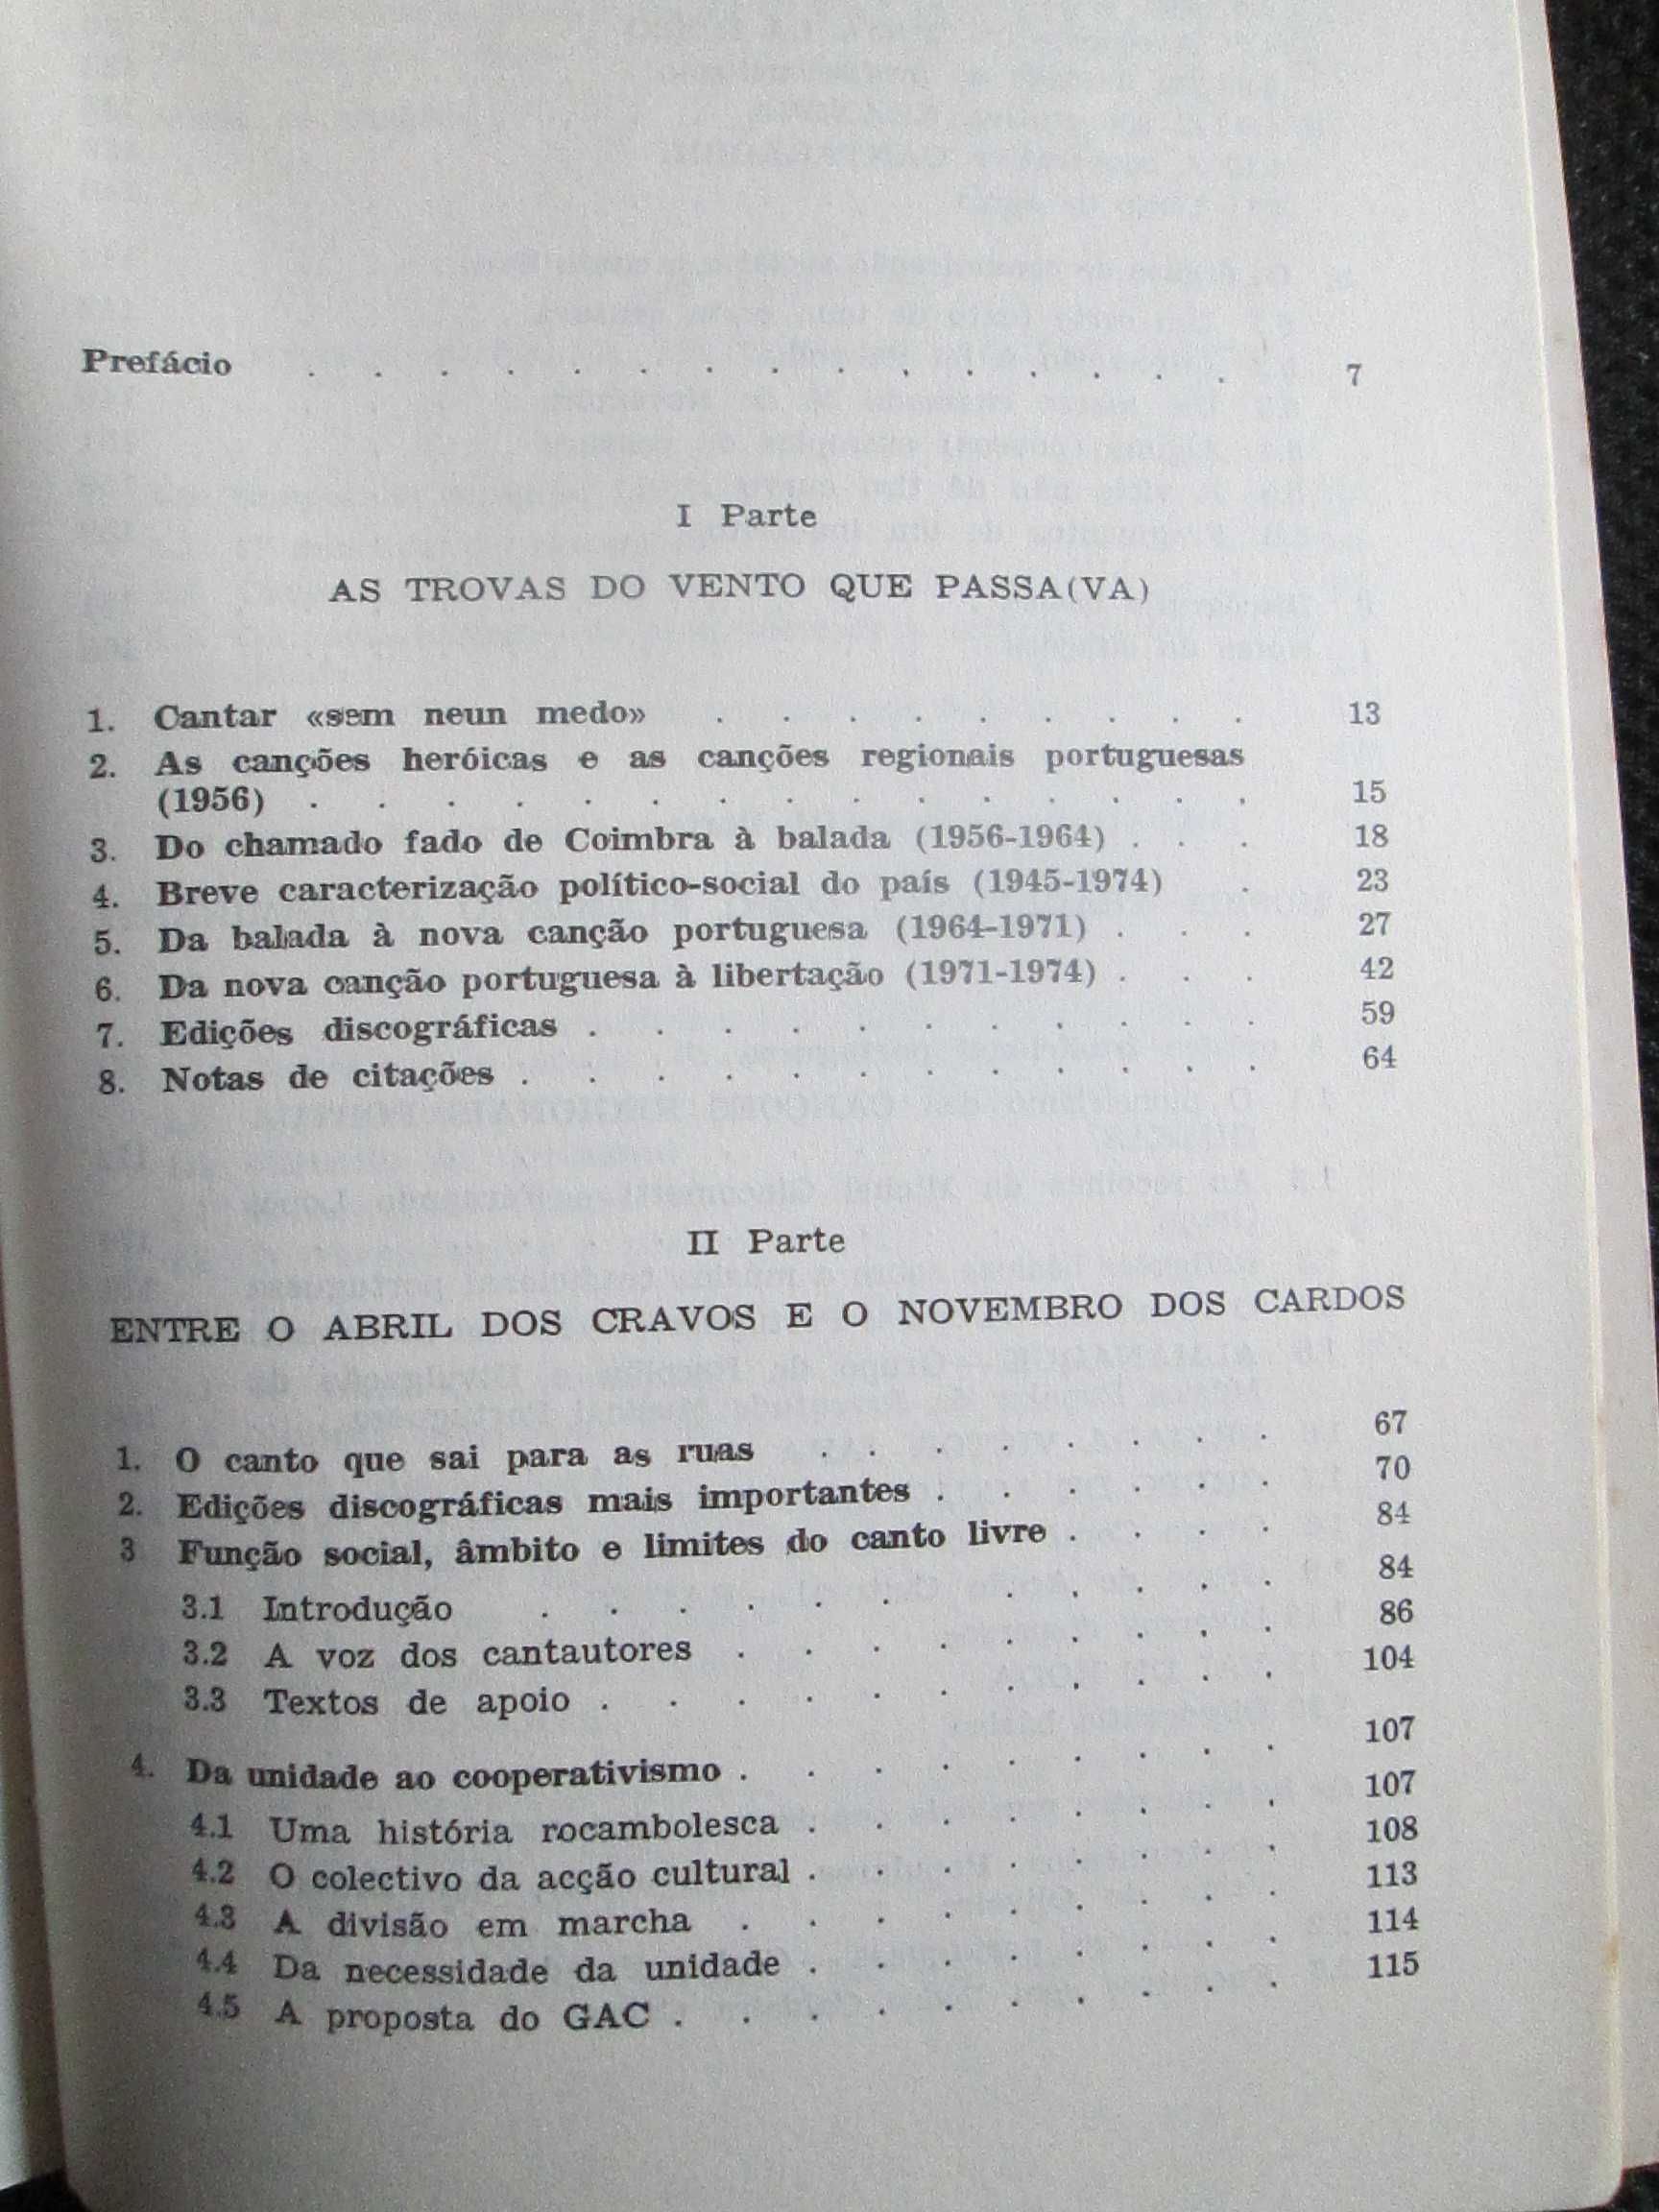 Prefácio . . . . . . . . . . . . . . . 7
I Parte
AS TROVAS DO VENTO QUE PASSA(VA)
1. Cantar «sem neun medo» . . . . . . . . . 13
2. As canções heróicas e as canções regionais portuguesas
(1956) . . . . . . . . . . . . . . . 15
3. Do chamado fado de Coimbra à balada (1956-1964) . . . 18
4. Breve caracterização político-social do país (1945-1974) . 23
5. Da balada à nova canção portuguesa (1964-1971) . . . 27
6. Da nova canção portuguesa à libertação (1971-1974) . . . 42
7. Edições discográficas . . . . . . . . . . . 59
8. Notas de citações . . . . . . . . . . . . 64
II Parte
ENTRE O ABRIL DOS CRAVOS E O NOVEMBRO DOS CARDOS
1. O canto que sai para as ruas . . . . . . . . 67
2. Edições discográficas mais importantes . . . . . . 70
3 Função social, âmbito e limites do canto livre . . . . 84
3.1 Introdução . . . . . . . . . . . . 84
3.2 A voz dos cantautores . . . . . . . . . 86
3.3 Textos de apoio . . . . . . . . . . . 104
4. Da unidade ao cooperativismo . . . . . . . . . 107
4.1 Uma história rocambolesca . . . . . . . . 107
4.2 O colectivo da acção cultural . . . . . . . . 108
4.3 A divisão em marcha . . . . . . . . . 113
4.4 Da necessidade da unidade . . . . . . . . 114
4.5 A proposta do GAC . . . . . . . . . . 115